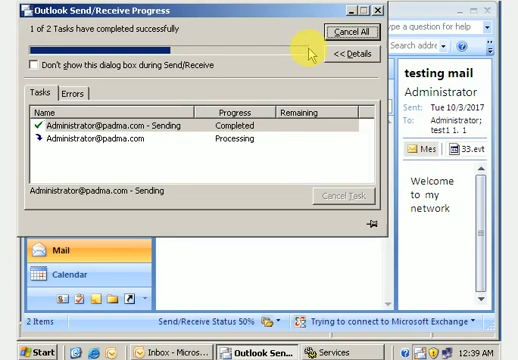 Outlook Send/Receive Progress
1 of 2 Tasks have completed successfully
Cancel All
<< Details
Don't show this dialog box during Send/Receive
Tasks
Errors
Name Progress Remaining
Administrator@padma.com - Sending Completed
Administrator@padma.com Processing
Administrator@padma.com - Sending
Cancel Task
ype a question for help
Search address
testing mail
Administrator
Sent: Tue 10/3/2017
To: Administrator;
test1 1. 1
Mes
33.evt
Welcome
to my
network
Mail
Calendar
2 Items
Send/Receive Status 50%
Trying to connect to Microsoft Exchange
Start
Inbox - Micros...
Outlook Sen...
Services
12:39 AM